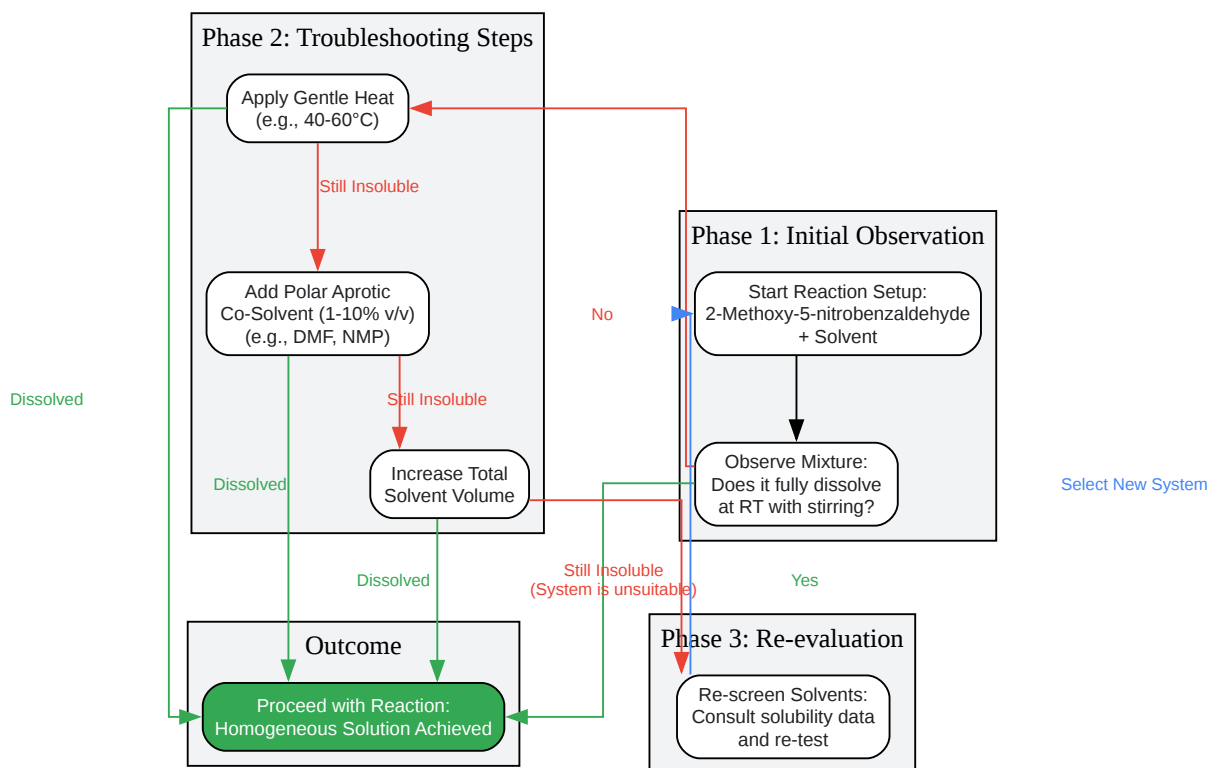 Phase 2: Troubleshooting Steps
Apply Gentle Heat
(e.g., 40-60°C)
Still Insoluble
Add Polar Aprotic
Co-Solvent (1-10% v/v)
(e.g., DMF, NMP)
Still Insoluble
Increase Total
Solvent Volume
Dissolved
Dissolved
Dissolved
No
Phase 1: Initial Observation
Start Reaction Setup:
2-Methoxy-5-nitrobenzaldehyde
+ Solvent
Observe Mixture:
Does it fully dissolve
at RT with stirring?
Select New System
Still Insoluble
(System is unsuitable)
Yes
Outcome
Proceed with Reaction:
Homogeneous Solution Achieved
Phase 3: Re-evaluation
Re-screen Solvents:
Consult solubility data
and re-test